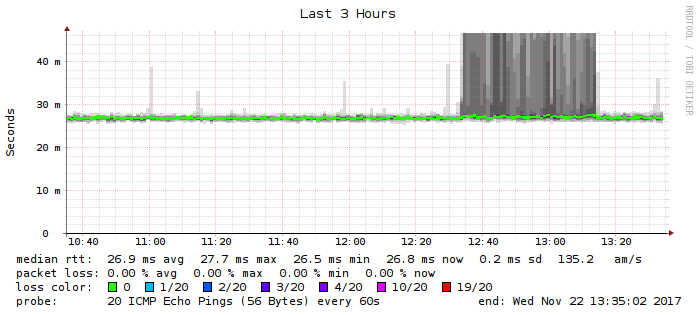 Last 3 Hours
RRDTOOL / TOBI OETIKER
Seconds
40 m
30 m
20 m
10 m
0
10:40 11:00 11:20 11:40 12:00 12:20 12:40 13:00 13:20
median rtt: 26.9 ms avg 27.7 ms max 26.5 ms min 26.8 ms now 0.2 ms sd 135.2 am/s
packet loss: 0.00 % avg 0.00 % max 0.00 % min 0.00 % now
loss color: 0 1/20 2/20 3/20 4/20 10/20 19/20
probe: 20 ICMP Echo Pings (56 Bytes) every 60s end: Wed Nov 22 13:35:02 2017